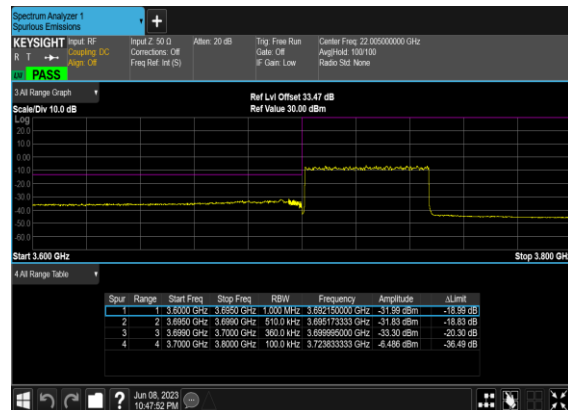 Spectrum Analyzer 1
Spurious Emissions
KEYSIGHT Input: RF Input Z: 50 Ω Atten: 20 dB Trig: Free Run Center Freq: 22.005000000 GHz
R T Coupling: DC Corrections: Off Gate: Off Avg|Hold: 100/100
Align: Off Freq Ref: Int (S) IF Gain: Low Radio Std: None
PASS
3 All Range Graph
Ref Lvl Offset 33.47 dB
Scale/Div 10.0 dB Ref Value 30.00 dBm
Log
20.0
10.0
0.00
-10.0
-20.0
-30.0
-40.0
-50.0
-60.0
Start 3.600 GHz Stop 3.800 GHz
4 All Range Table
Spur Range Start Freq Stop Freq RBW Frequency Amplitude ΔLimit
1 1 3.6000 GHz 3.6950 GHz 1.000 MHz 3.692150000 GHz -31.99 dBm -18.99 dB
2 2 3.6950 GHz 3.6990 GHz 510.0 kHz 3.695173333 GHz -31.83 dBm -18.83 dB
3 3 3.6990 GHz 3.7000 GHz 360.0 kHz 3.699995000 GHz -33.30 dBm -20.30 dB
4 4 3.7000 GHz 3.8000 GHz 100.0 kHz 3.723833333 GHz -6.486 dBm -36.49 dB
? Jun 08, 2023
10:47:52 PM